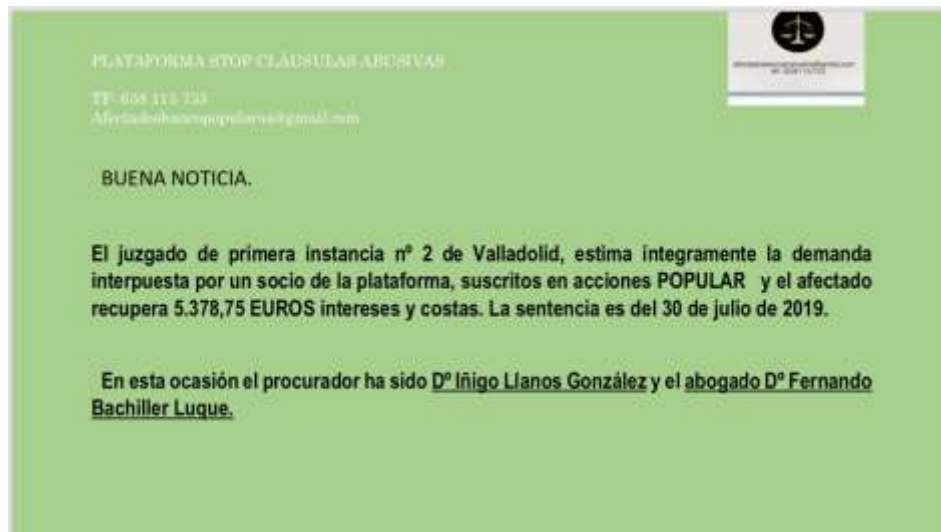 PLATAFORMA STOP CLÁUSULAS ABUSIVAS
BUENA NOTICIA.
El juzgado de primera instancia nº 2 de Valladolid, estima íntegramente la demanda
interpuesta por un socio de la plataforma, suscritos en acciones POPULAR y el afectado
recupera 5.378,75 EUROS intereses y costas. La sentencia es del 30 de julio de 2019.
En esta ocasión el procurador ha sido Dº Iñigo Llanos González y el abogado Dº Fernando
Bachiller Luque.